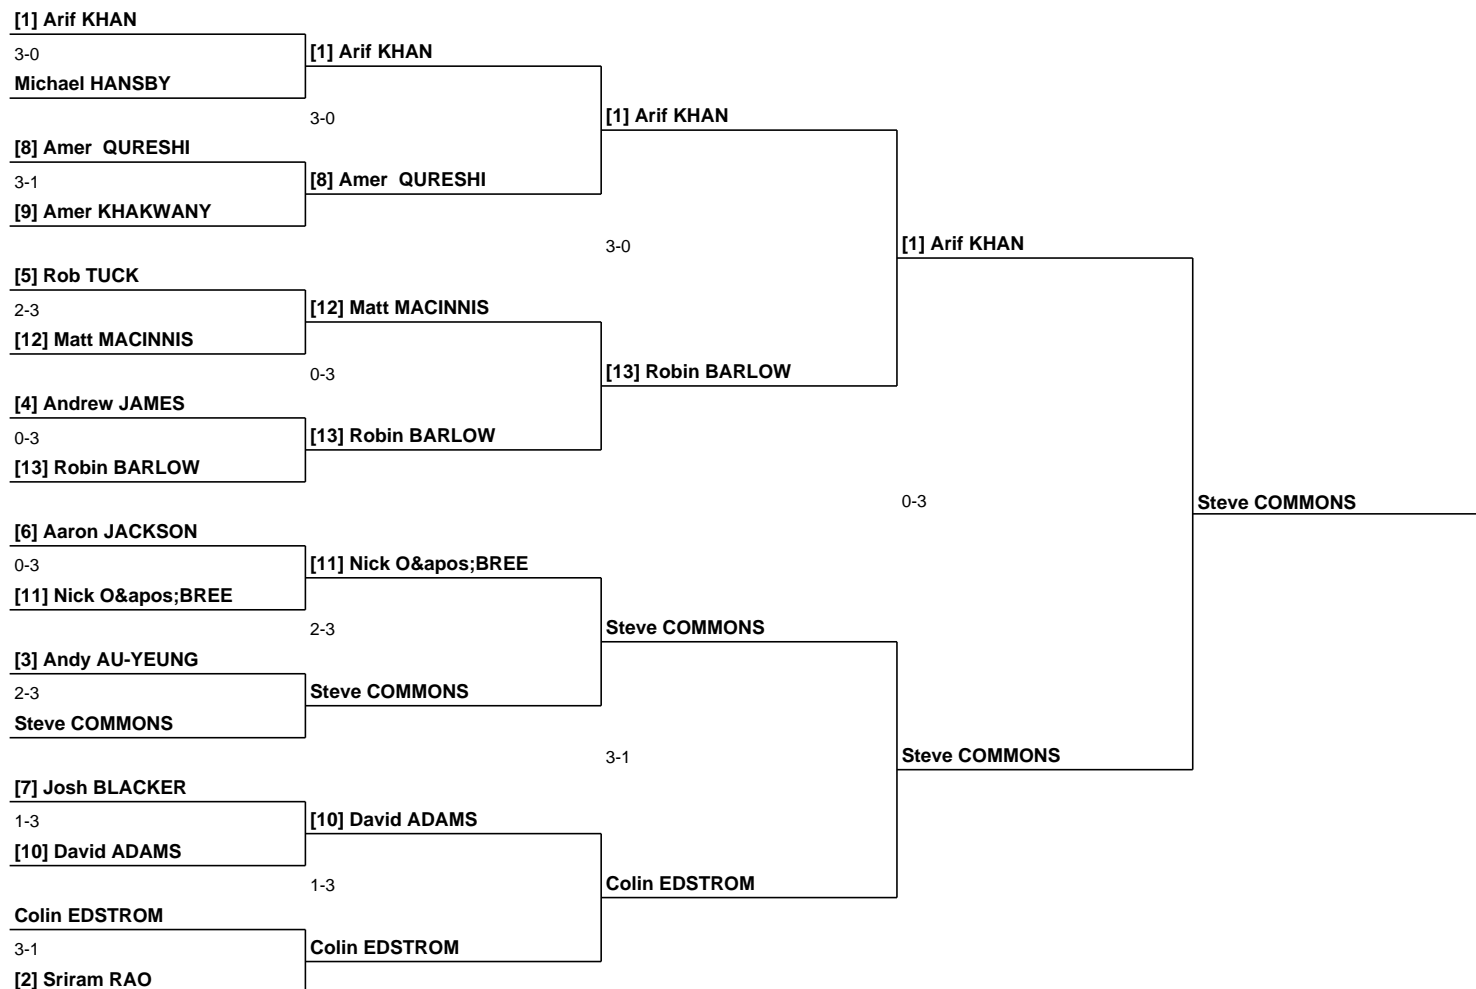 [1] Arif KHAN
3-0
Michael HANSBY
[8] Amer  QURESHI
3-1
[9] Amer KHAKWANY
[5] Rob TUCK
2-3
[12] Matt MACINNIS
[4] Andrew JAMES
0-3
[13] Robin BARLOW
[6] Aaron JACKSON
0-3
[11] Nick O&apos;BREE
[3] Andy AU-YEUNG
2-3
Steve COMMONS
[7] Josh BLACKER
1-3
[10] David ADAMS
Colin EDSTROM
3-1
[2] Sriram RAO
[1] Arif KHAN
3-0
[8] Amer  QURESHI
[12] Matt MACINNIS
0-3
[13] Robin BARLOW
[11] Nick O&apos;BREE
2-3
Steve COMMONS
[10] David ADAMS
1-3
Colin EDSTROM
[1] Arif KHAN
3-0
[13] Robin BARLOW
Steve COMMONS
3-1
Colin EDSTROM
[1] Arif KHAN
0-3
Steve COMMONS
Steve COMMONS